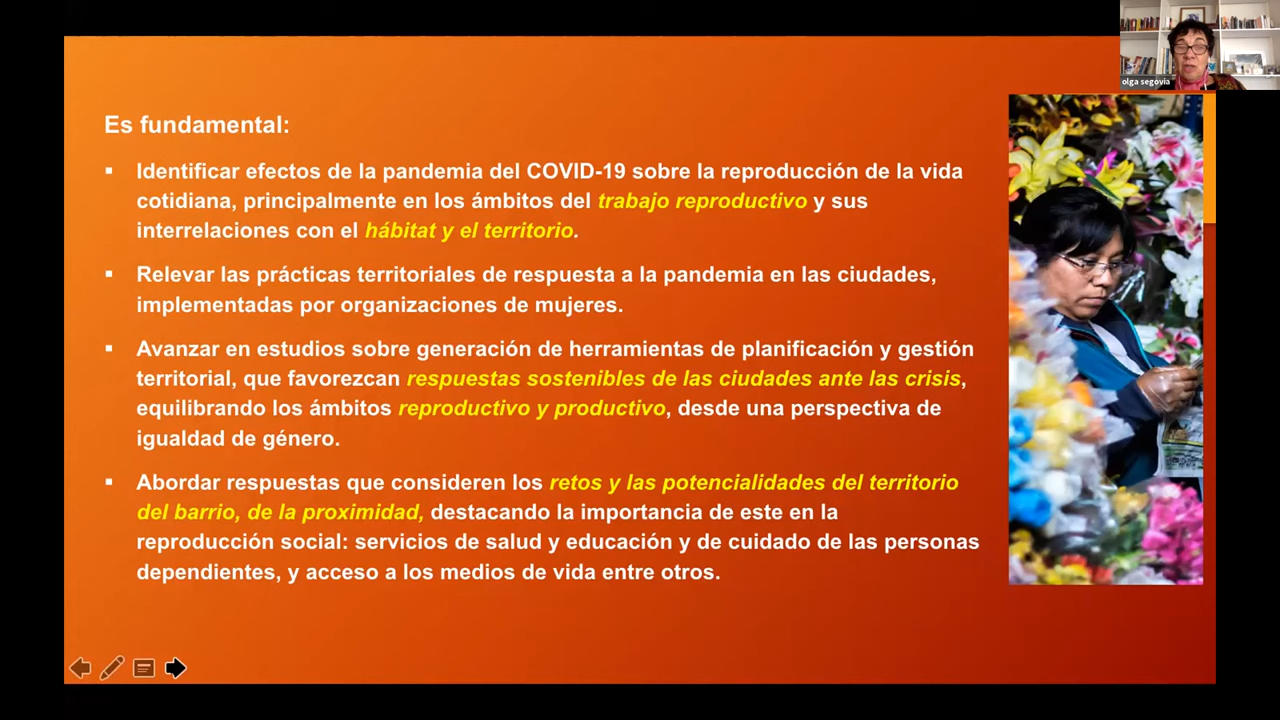 olga segovia
Es fundamental:
▪ Identificar efectos de la pandemia del COVID-19 sobre la reproducción de la vida
cotidiana, principalmente en los ámbitos del trabajo reproductivo y sus
interrelaciones con el hábitat y el territorio.
▪ Relevar las prácticas territoriales de respuesta a la pandemia en las ciudades,
implementadas por organizaciones de mujeres.
▪ Avanzar en estudios sobre generación de herramientas de planificación y gestión
territorial, que favorezcan respuestas sostenibles de las ciudades ante las crisis,
equilibrando los ámbitos reproductivo y productivo, desde una perspectiva de
igualdad de género.
▪ Abordar respuestas que consideren los retos y las potencialidades del territorio
del barrio, de la proximidad, destacando la importancia de este en la
reproducción social: servicios de salud y educación y de cuidado de las personas
dependientes, y acceso a los medios de vida entre otros.